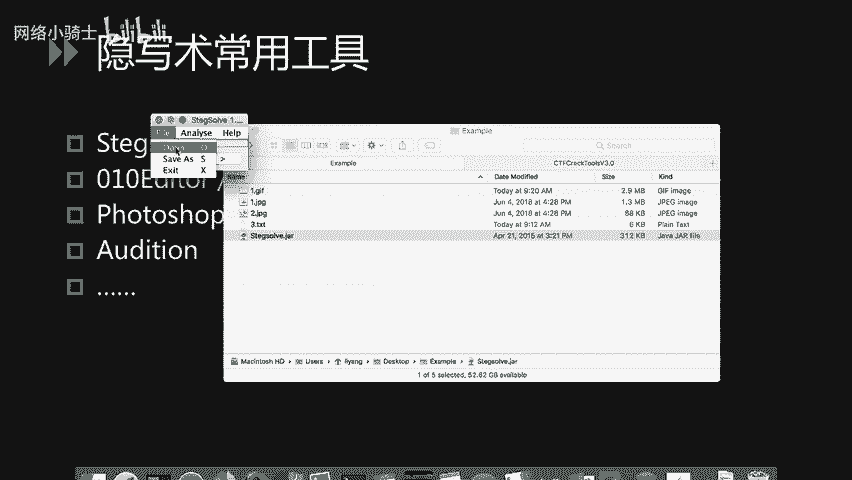 网络小骑士
隐写术常用工具
StegSolve 1....
Steg
File Analyse Help
Open O
Save As S
Exit X
010Editor /
Photoshop
Audition
......
Example
Search
Example CTFCrackToolsV3.0
Name Date Modified Size Kind
1.gif Today at 9:20 AM 2.9 MB GIF image
1.jpg Jun 4, 2018 at 4:28 PM 1.3 MB JPEG image
2.jpg Jun 4, 2018 at 4:28 PM 68 KB JPEG image
3.txt Today at 9:12 AM 6 KB Plain Text
Stegsolve.jar Apr 21, 2015 at 3:21 PM 312 KB Java JAR file
Macintosh HD › Users › › Desktop › Example › Stegsolve.jar
1 of 5 selected, 52.62 GB available